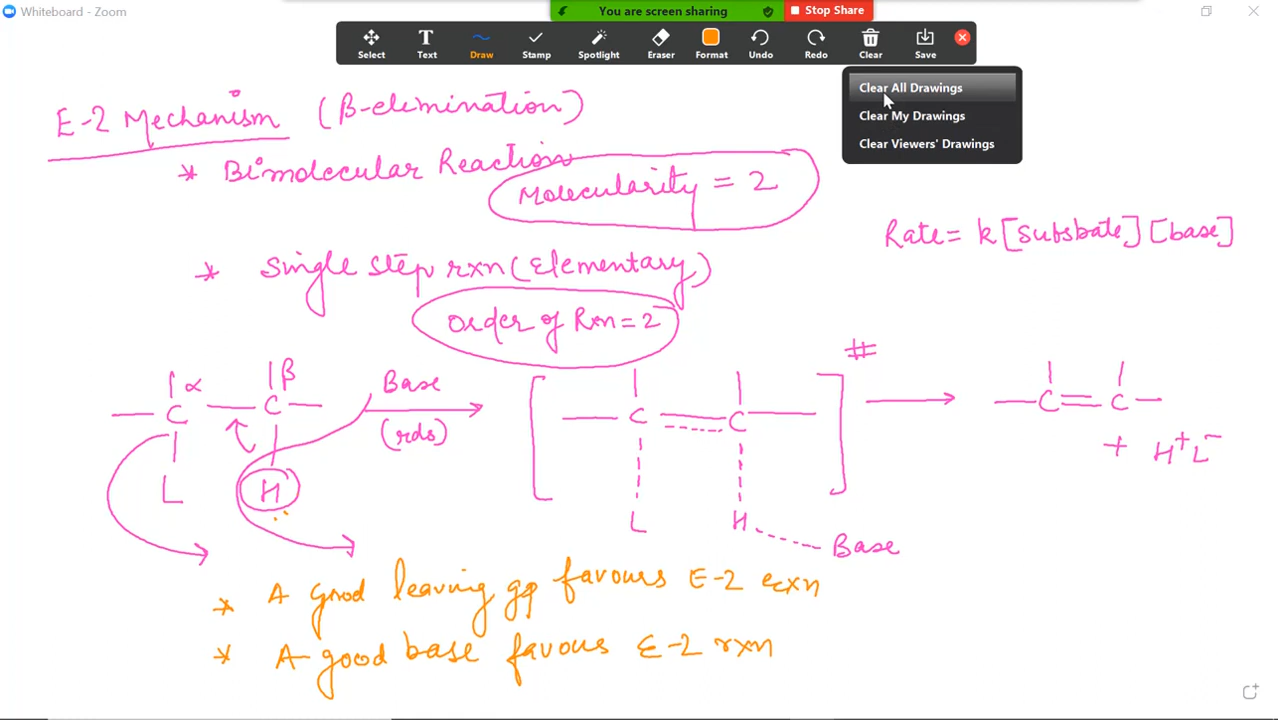 Whiteboard - Zoom
You are screen sharing
Stop Share
Select
Text
Draw
Stamp
Spotlight
Eraser
Format
Undo
Redo
Clear
Save
Clear All Drawings
Clear My Drawings
Clear Viewers' Drawings
E-2 Mechanism (β-elimination)
* Bimolecular Reaction
Molecularity = 2
Rate = k[Substrate][base]
* Single step rxn (Elementary)
Order of Rxn = 2
α β
C C
L H
Base
(rds)
C C
L H Base
#
C = C
+ H⁺L⁻
* A good leaving gp favours E-2 rxn
* A good base favous E-2 rxn